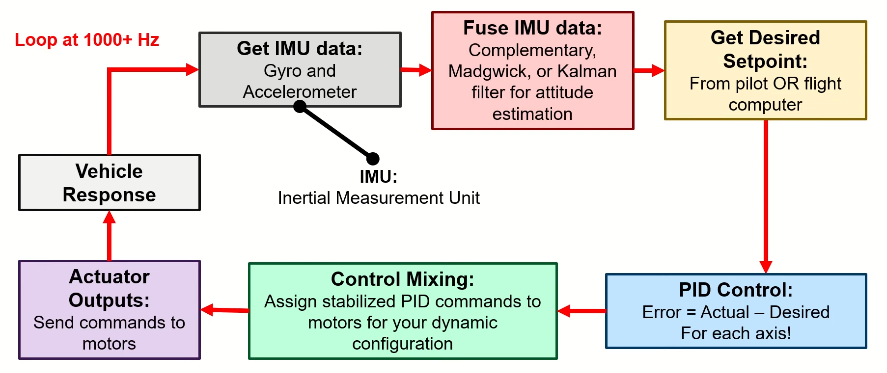 Loop at 1000+ Hz
Get IMU data:
Gyro and
Accelerometer
Fuse IMU data:
Complementary,
Madgwick, or Kalman
filter for attitude
estimation
Get Desired
Setpoint:
From pilot OR flight
computer
IMU:
Inertial Measurement Unit
Vehicle
Response
Actuator
Outputs:
Send commands to
motors
Control Mixing:
Assign stabilized PID commands to
motors for your dynamic
configuration
PID Control:
Error = Actual – Desired
For each axis!